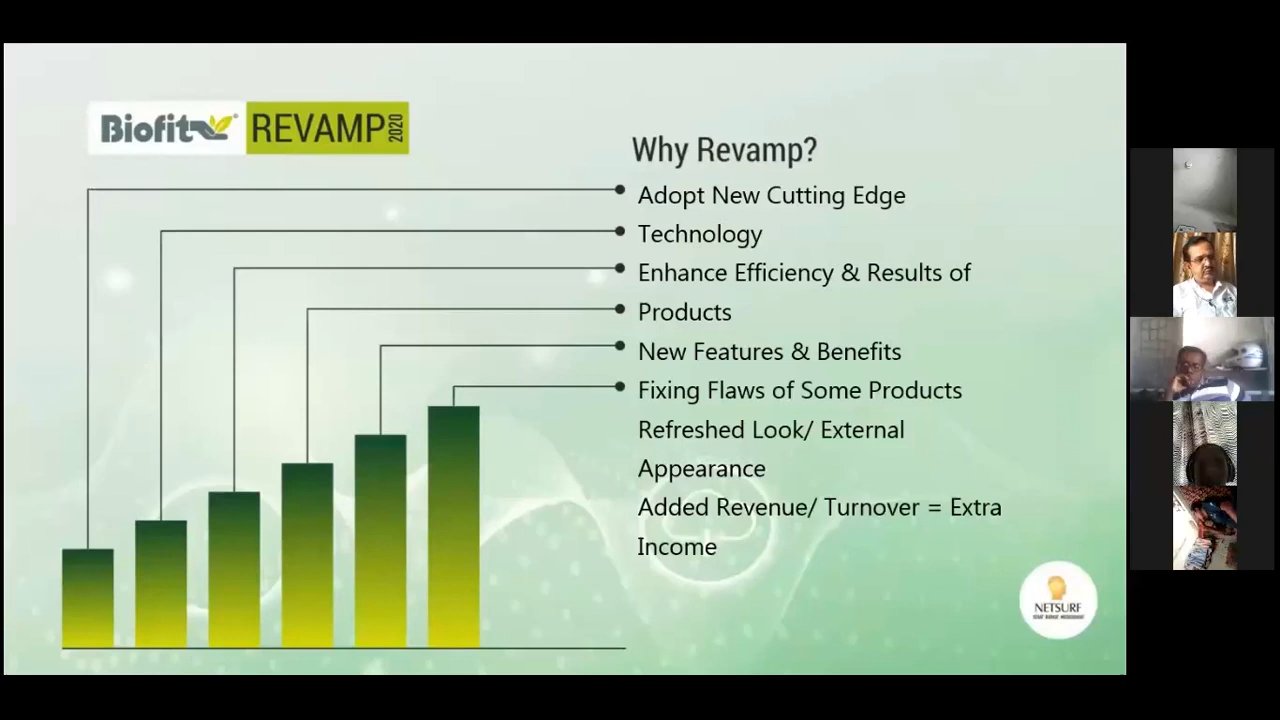 Biofit REVAMP 2020
Why Revamp?
Adopt New Cutting Edge
Technology
Enhance Efficiency & Results of
Products
New Features & Benefits
Fixing Flaws of Some Products
Refreshed Look/ External
Appearance
Added Revenue/ Turnover = Extra
Income
NETSURF